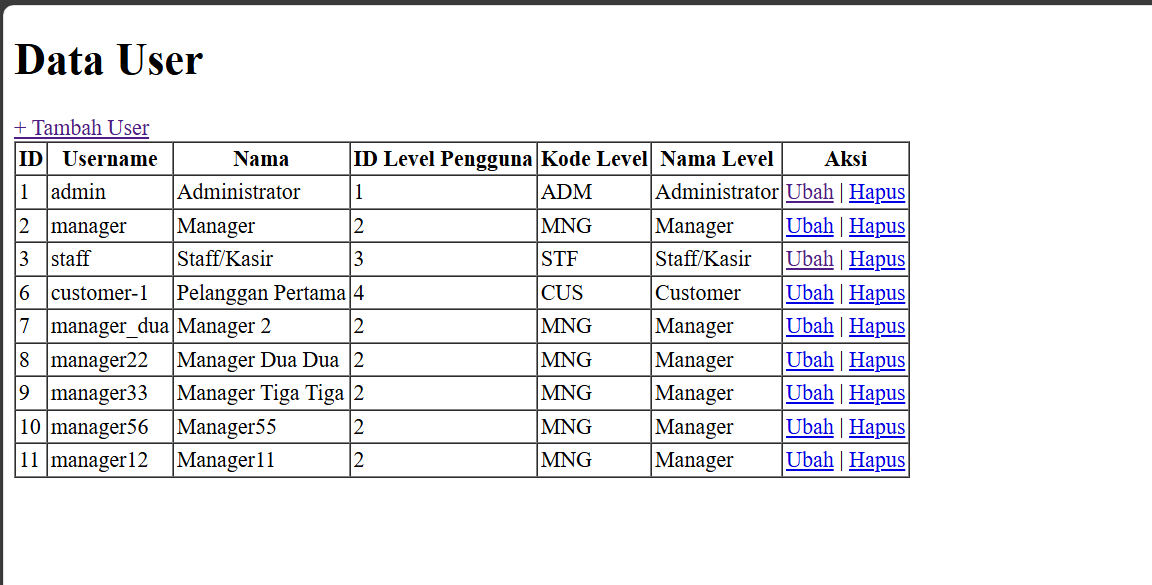 Data User
+ Tambah User
ID Username Nama ID Level Pengguna Kode Level Nama Level Aksi
1 admin Administrator 1 ADM Administrator Ubah | Hapus
2 manager Manager 2 MNG Manager Ubah | Hapus
3 staff Staff/Kasir 3 STF Staff/Kasir Ubah | Hapus
6 customer-1 Pelanggan Pertama 4 CUS Customer Ubah | Hapus
7 manager_dua Manager 2 2 MNG Manager Ubah | Hapus
8 manager22 Manager Dua Dua 2 MNG Manager Ubah | Hapus
9 manager33 Manager Tiga Tiga 2 MNG Manager Ubah | Hapus
10 manager56 Manager55 2 MNG Manager Ubah | Hapus
11 manager12 Manager11 2 MNG Manager Ubah | Hapus